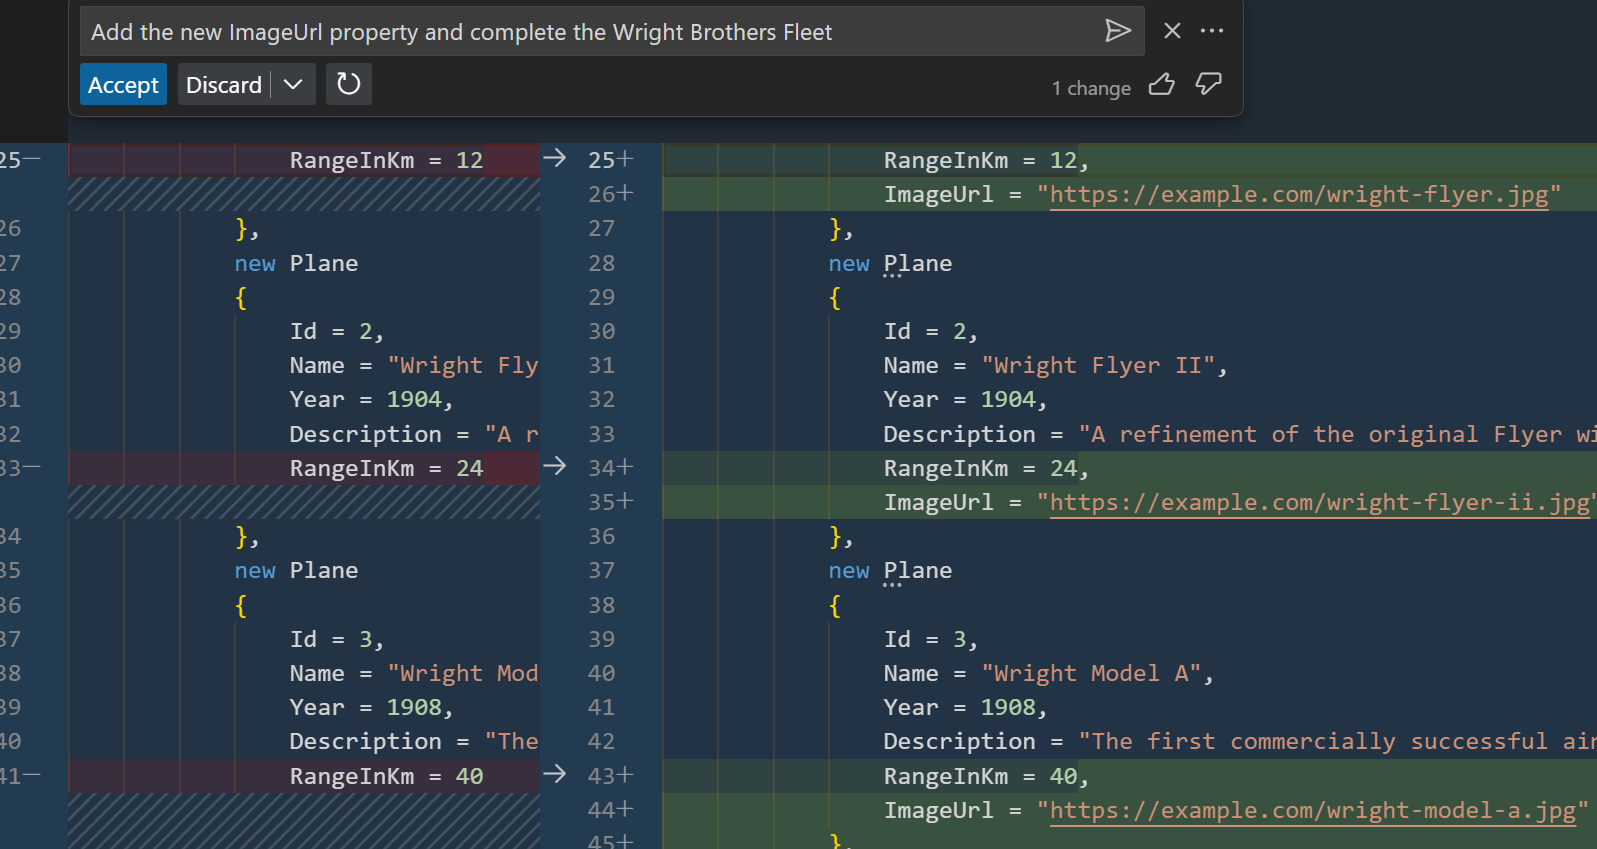 Add the new ImageUrl property and complete the Wright Brothers Fleet
Accept Discard
1 change
25— RangeInKm = 12
26 },
27 new Plane
28 {
29 Id = 2,
30 Name = "Wright Fly
31 Year = 1904,
32 Description = "A r
33— RangeInKm = 24
34 },
35 new Plane
36 {
37 Id = 3,
38 Name = "Wright Mod
39 Year = 1908,
40 Description = "The
41— RangeInKm = 40
→ 25+ RangeInKm = 12,
26+ ImageUrl = "https://example.com/wright-flyer.jpg"
27 },
28 new Plane
29 {
30 Id = 2,
31 Name = "Wright Flyer II",
32 Year = 1904,
33 Description = "A refinement of the original Flyer wi
→ 34+ RangeInKm = 24,
35+ ImageUrl = "https://example.com/wright-flyer-ii.jpg"
36 },
37 new Plane
38 {
39 Id = 3,
40 Name = "Wright Model A",
41 Year = 1908,
42 Description = "The first commercially successful air
→ 43+ RangeInKm = 40,
44+ ImageUrl = "https://example.com/wright-model-a.jpg"
45+ },